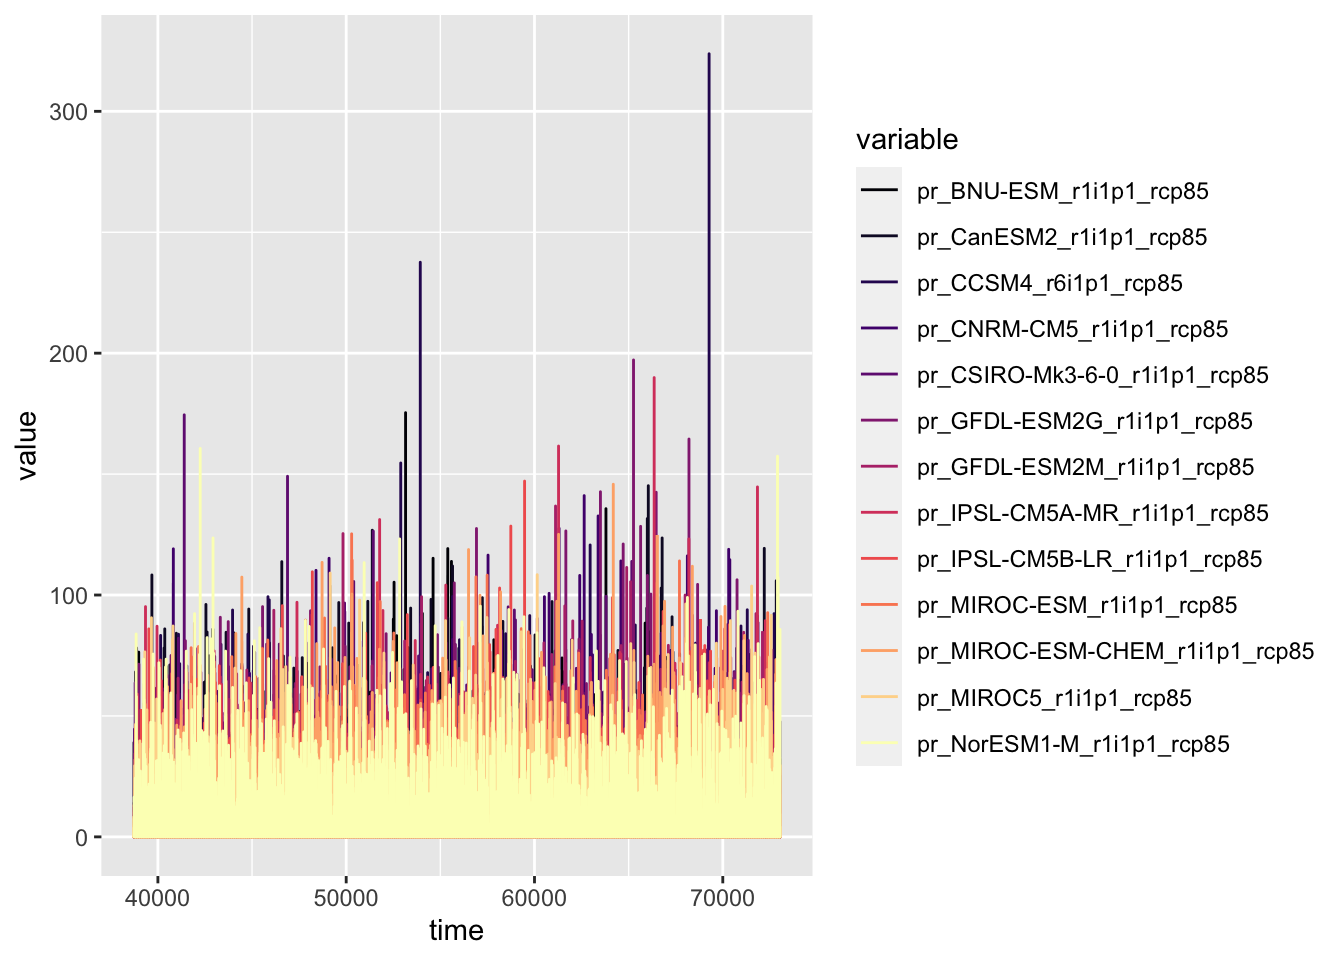 300
200
100
0
value
40000
50000
60000
70000
time
variable
pr_BNU-ESM_r1i1p1_rcp85
pr_CanESM2_r1i1p1_rcp85
pr_CCSM4_r6i1p1_rcp85
pr_CNRM-CM5_r1i1p1_rcp85
pr_CSIRO-Mk3-6-0_r1i1p1_rcp85
pr_GFDL-ESM2G_r1i1p1_rcp85
pr_GFDL-ESM2M_r1i1p1_rcp85
pr_IPSL-CM5A-MR_r1i1p1_rcp85
pr_IPSL-CM5B-LR_r1i1p1_rcp85
pr_MIROC-ESM_r1i1p1_rcp85
pr_MIROC-ESM-CHEM_r1i1p1_rcp85
pr_MIROC5_r1i1p1_rcp85
pr_NorESM1-M_r1i1p1_rcp85